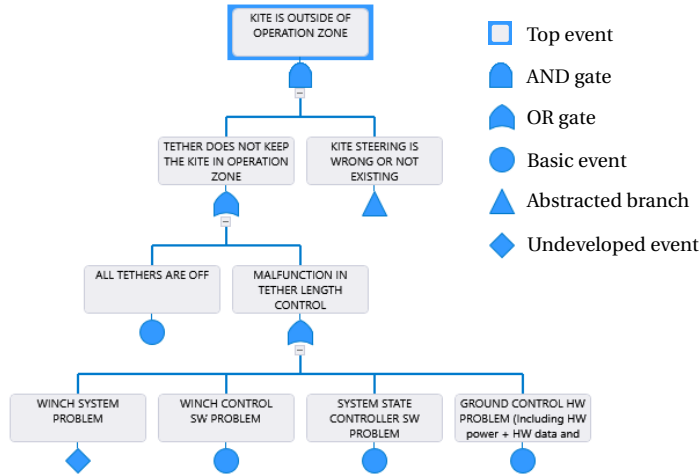 KITE IS OUTSIDE OF
OPERATION ZONE
Top event
AND gate
OR gate
Basic event
Abstracted branch
Undeveloped event
TETHER DOES NOT KEEP
THE KITE IN OPERATION
ZONE
KITE STEERING IS
WRONG OR NOT
EXISTING
ALL TETHERS ARE OFF
MALFUNCTION IN
TETHER LENGTH
CONTROL
WINCH SYSTEM
PROBLEM
WINCH CONTROL
SW PROBLEM
SYSTEM STATE
CONTROLLER SW
PROBLEM
GROUND CONTROL HW
PROBLEM (Including HW
power + HW data and